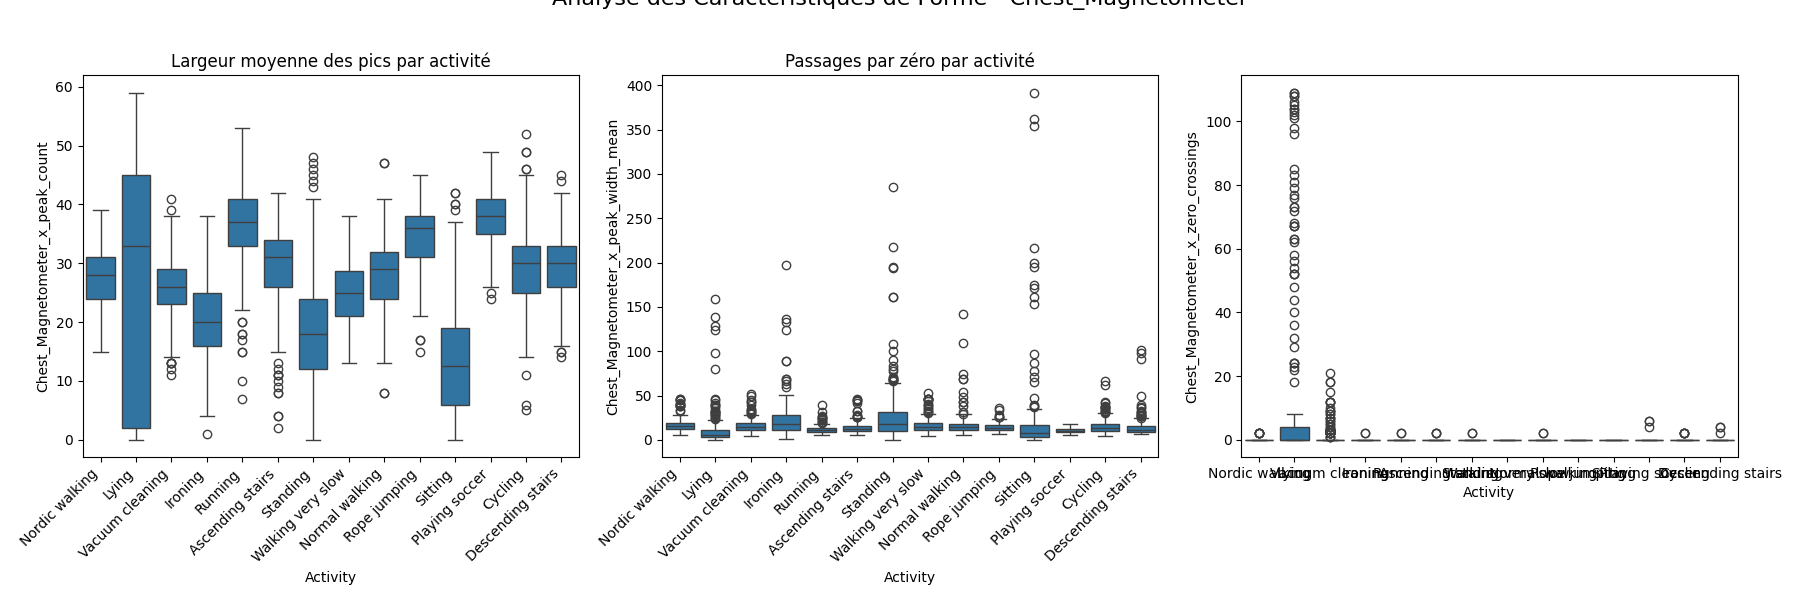 Analyse des Caractéristiques de Forme - Chest_Magnetometer
Largeur moyenne des pics par activité
Chest_Magnetometer_x_peak_count
60
50
40
30
20
10
0
Nordic walking
Lying
Vacuum cleaning
Ironing
Running
Ascending stairs
Standing
Walking very slow
Normal walking
Rope jumping
Sitting
Playing soccer
Cycling
Descending stairs
Activity
Passages par zéro par activité
Chest_Magnetometer_x_peak_width_mean
400
350
300
250
200
150
100
50
0
Nordic walking
Lying
Vacuum cleaning
Ironing
Running
Ascending stairs
Standing
Walking very slow
Normal walking
Rope jumping
Sitting
Playing soccer
Cycling
Descending stairs
Activity
Chest_Magnetometer_x_zero_crossings
100
80
60
40
20
0
Nordic walking
Descending stairs
Activity